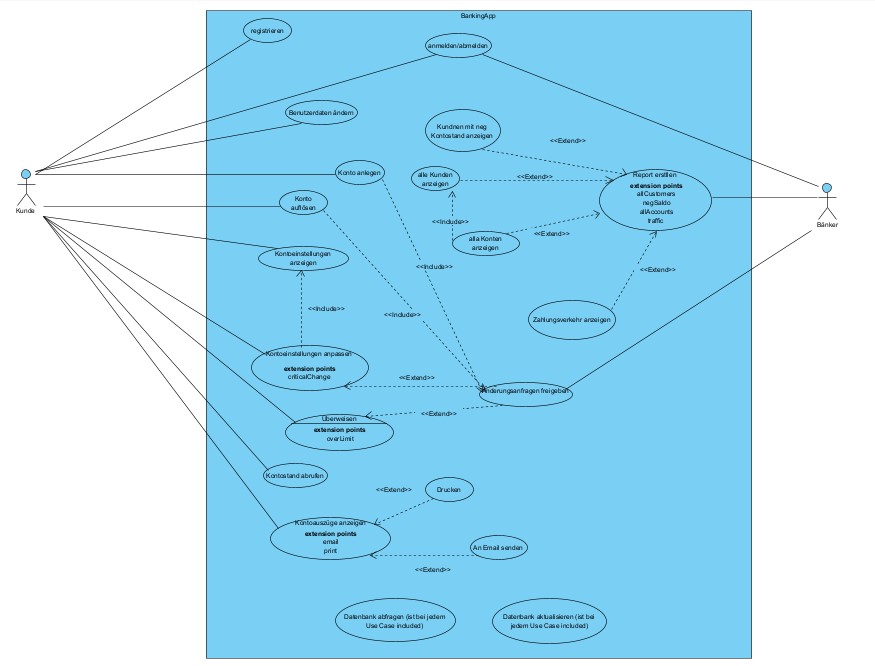 BankingApp
registrieren
anmelden/abmelden
Benutzerdaten ändern
Kundnen mit neg
Kontostand anzeigen
<<Extend>>
Konto anlegen
alle Kunden
anzeigen
<<Extend>>
Report erstllen
extension points
allCustomers
negSaldo
allAccounts
traffic
Kunde
Bänker
Konto
auflösen
<<Include>>
<<Extend>>
alla Konten
anzeigen
Kontoeinstellungen
anzeigen
<<Include>>
<<Extend>>
<<Include>>
<<Include>>
Zahlungsverkehr anzeigen
Kontoeinstellungen anpassen
extension points
criticalChange
<<Extend>>
Änderungsanfragen freigeben
<<Extend>>
Überweisen
extension points
overLimit
Kontostand abrufen
<<Extend>>
Drucken
Kontoauszüge anzeigen
extension points
email
print
An Email senden
<<Extend>>
Datenbank abfragen (ist bei jedem
Use Case included)
Datenbank aktualisieren (ist bei
jedem Use Case included)